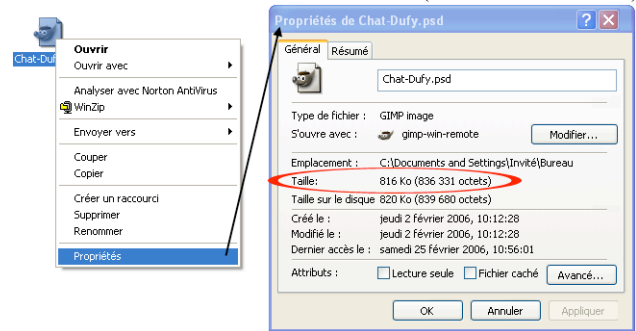 Chat-Duf
Ouvrir
Ouvrir avec
Analyser avec Norton AntiVirus
WinZip
Envoyer vers
Couper
Copier
Créer un raccourci
Supprimer
Renommer
Propriétés
Propriétés de Chat-Dufy.psd
Général Résumé
Chat-Dufy.psd
Type de fichier : GIMP image
S'ouvre avec : gimp-win-remote Modifier...
Emplacement : C:\Documents and Settings\Invité\Bureau
Taille: 816 Ko (836 331 octets)
Taille sur le disque 820 Ko (839 680 octets)
Créé le : jeudi 2 février 2006, 10:12:28
Modifié le : jeudi 2 février 2006, 10:12:28
Dernier accès le : samedi 25 février 2006, 10:56:01
Attributs : Lecture seule Fichier caché Avancé...
OK Annuler Appliquer